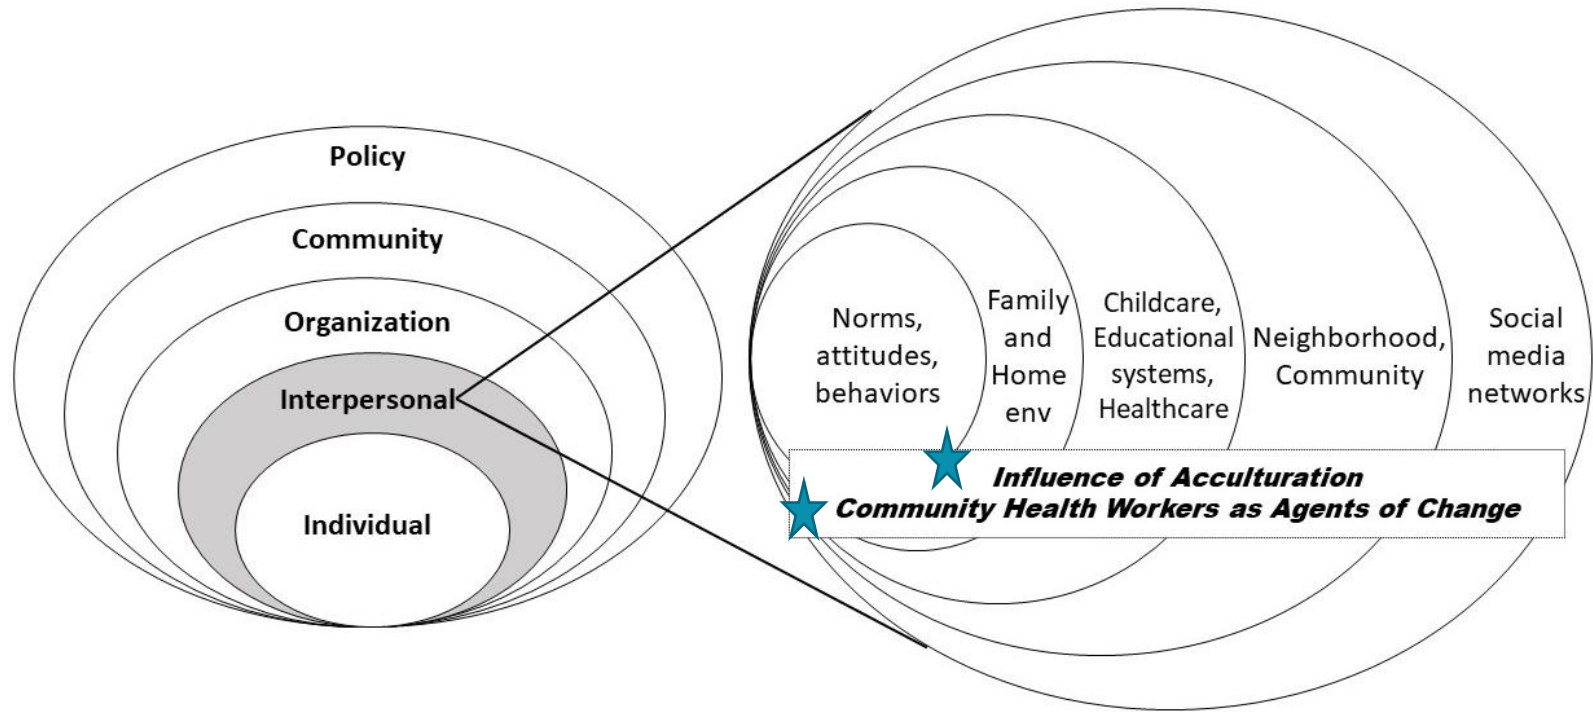 Policy
Community
Organization
Interpersonal
Individual
Norms,
attitudes,
behaviors
Family
and
Home
env
Childcare,
Educational
systems,
Healthcare
Neighborhood,
Community
Social
media
networks
Influence of Acculturation
Community Health Workers as Agents of Change